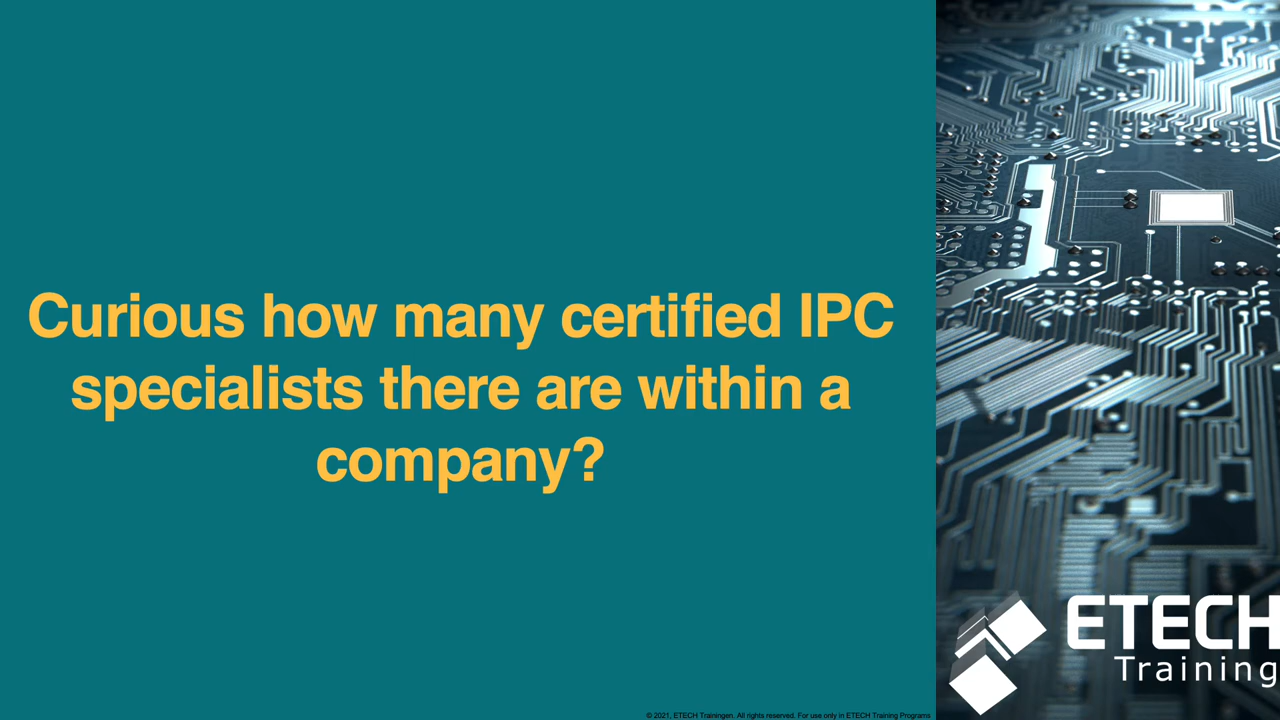 Curious how many certified IPC
specialists there are within a
company?
ETECH
Training
© 2021, ETECH Trainingen. All rights reserved. For use only in ETECH Training Programs